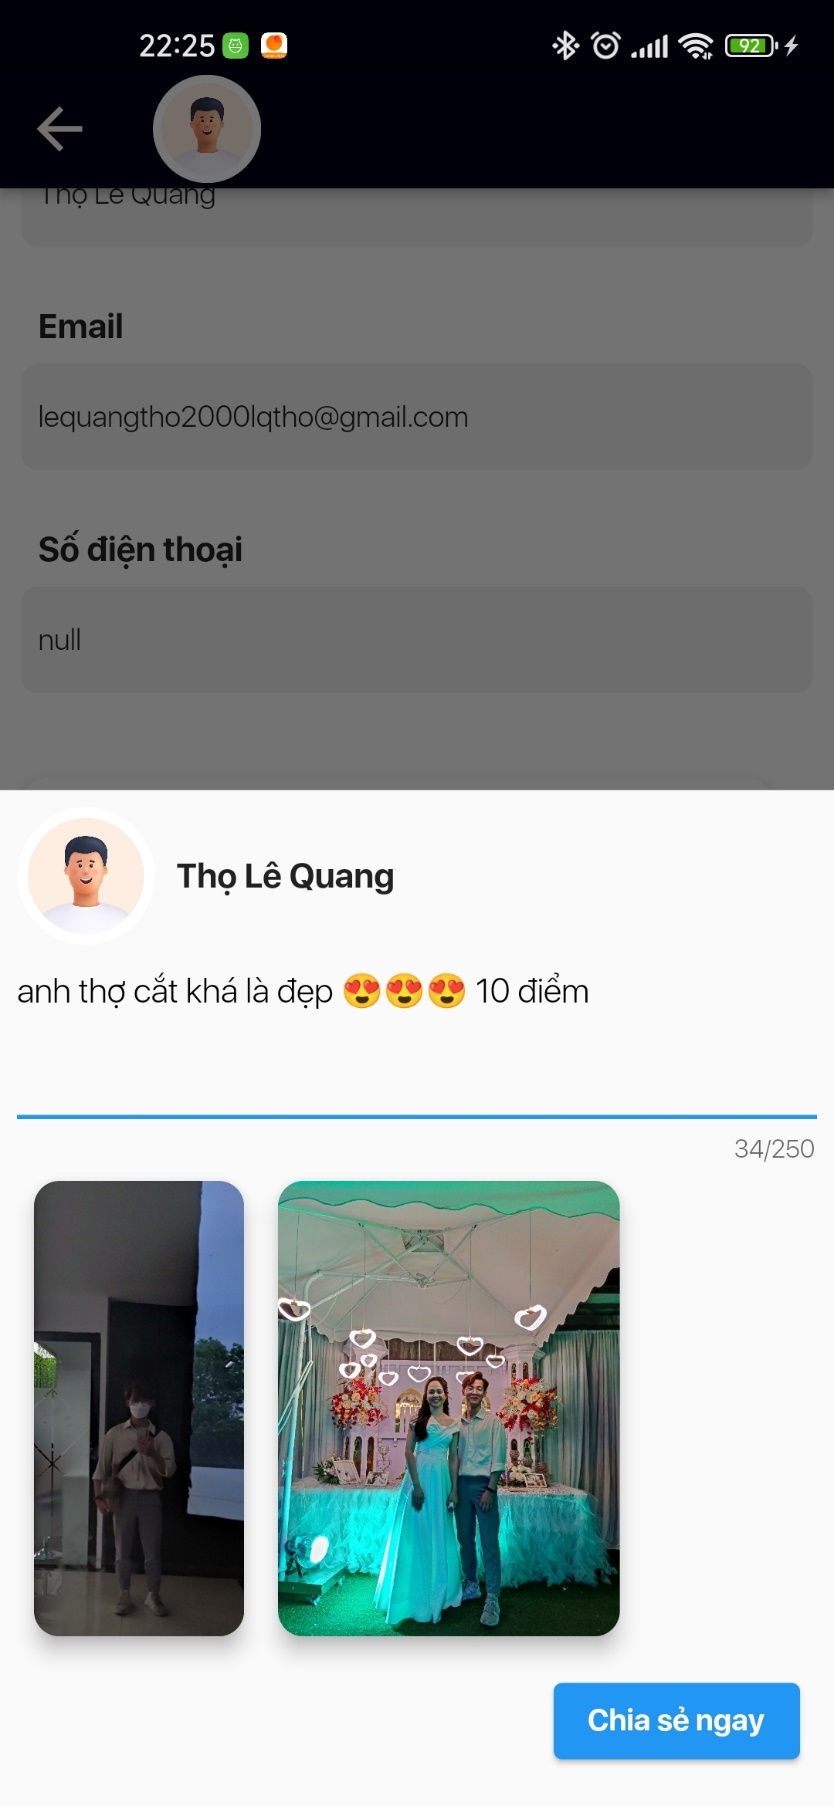 22:25
92
Thọ Lê Quang
Email
lequangtho2000lqtho@gmail.com
Số điện thoại
null
Thọ Lê Quang
anh thợ cắt khá là đẹp 😍😍😍 10 điểm
34/250
Chia sẻ ngay